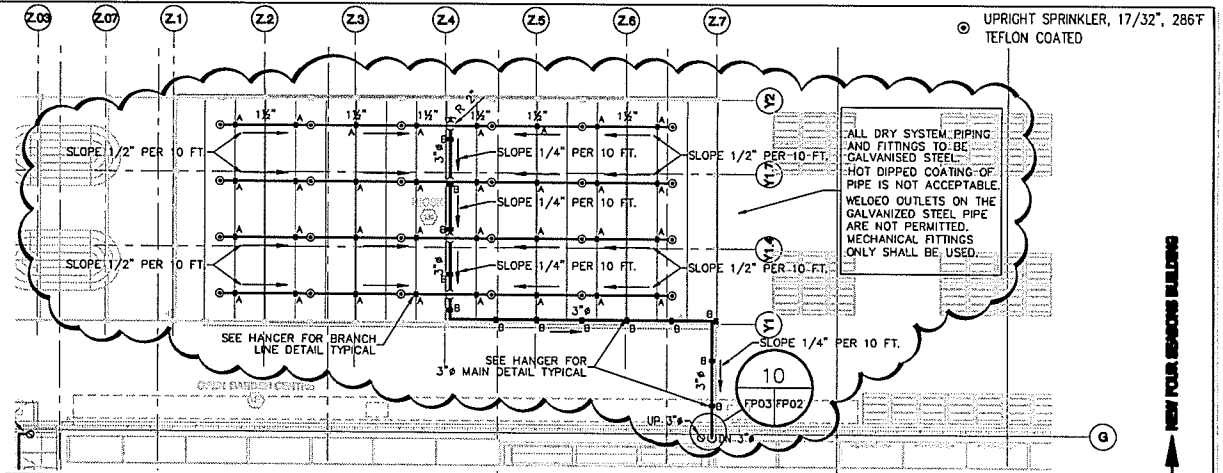 Z.03
Z.07
Z.1
Z.2
Z.3
Z.4
Z.5
Z.6
Z.7
UPRIGHT SPRINKLER, 17/32", 286°F
TEFLON COATED
1½" 1½" 1½" 1½" 1½" 1½"
R 2"
Y2
A A A A A A A A
B
3"ø
SLOPE 1/2" PER 10 FT.
SLOPE 1/4" PER 10 FT.
SLOPE 1/2" PER 10 FT.
ALL DRY SYSTEM PIPING
AND FITTINGS TO BE
GALVANISED STEEL.
HOT DIPPED COATING OF
PIPE IS NOT ACCEPTABLE.
WELDED OUTLETS ON THE
GALVANIZED STEEL PIPE
ARE NOT PERMITTED.
MECHANICAL FITTINGS
ONLY SHALL BE USED.
Y1.7
A A A A A A A A
B
KIOSK
SLOPE 1/4" PER 10 FT.
B
Y1.4
A A A A A A A A
3"ø
SLOPE 1/2" PER 10 FT.
SLOPE 1/4" PER 10 FT.
SLOPE 1/2" PER 10 FT.
A A A A A A A A
B
3"ø
B B B B B
Y1
SEE HANGER FOR BRANCH
LINE DETAIL TYPICAL
SEE HANGER FOR
3"ø MAIN DETAIL TYPICAL
SLOPE 1/4" PER 10 FT.
B
3"ø
B
OPEN GARDEN CENTRE
10
FP03 FP02
UP 3"ø
DN 3"ø
G
NEW FOUR SEASONS BUILDING